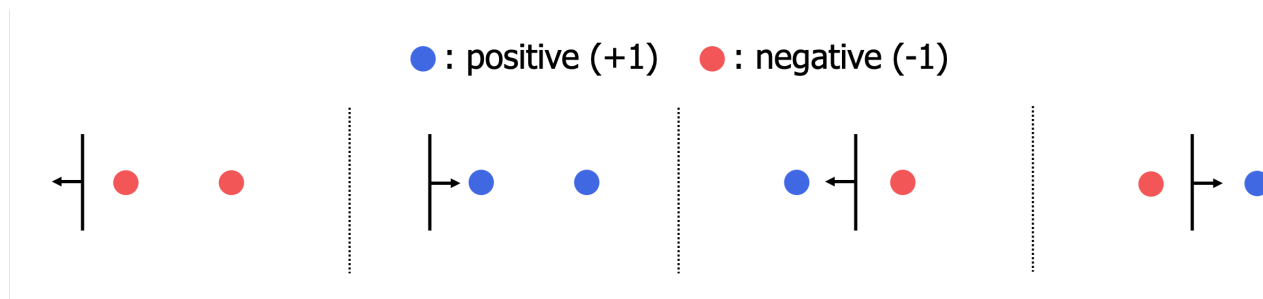 : positive (+1) : negative (-1)